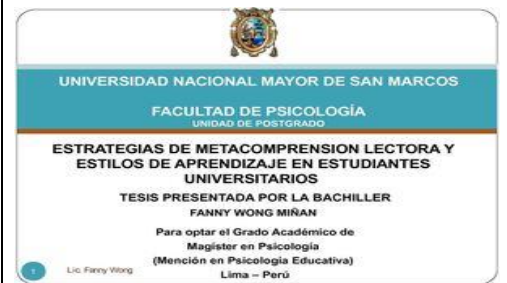 UNIVERSIDAD NACIONAL MAYOR DE SAN MARCOS
FACULTAD DE PSICOLOGÍA
UNIDAD DE POSTGRADO
ESTRATEGIAS DE METACOMPRENSION LECTORA Y
ESTILOS DE APRENDIZAJE EN ESTUDIANTES
UNIVERSITARIOS
TESIS PRESENTADA POR LA BACHILLER
FANNY WONG MIÑAN
Para optar el Grado Académico de
Magíster en Psicología
(Mención en Psicología Educativa)
Lima – Perú
1 Lic. Fanny Wong